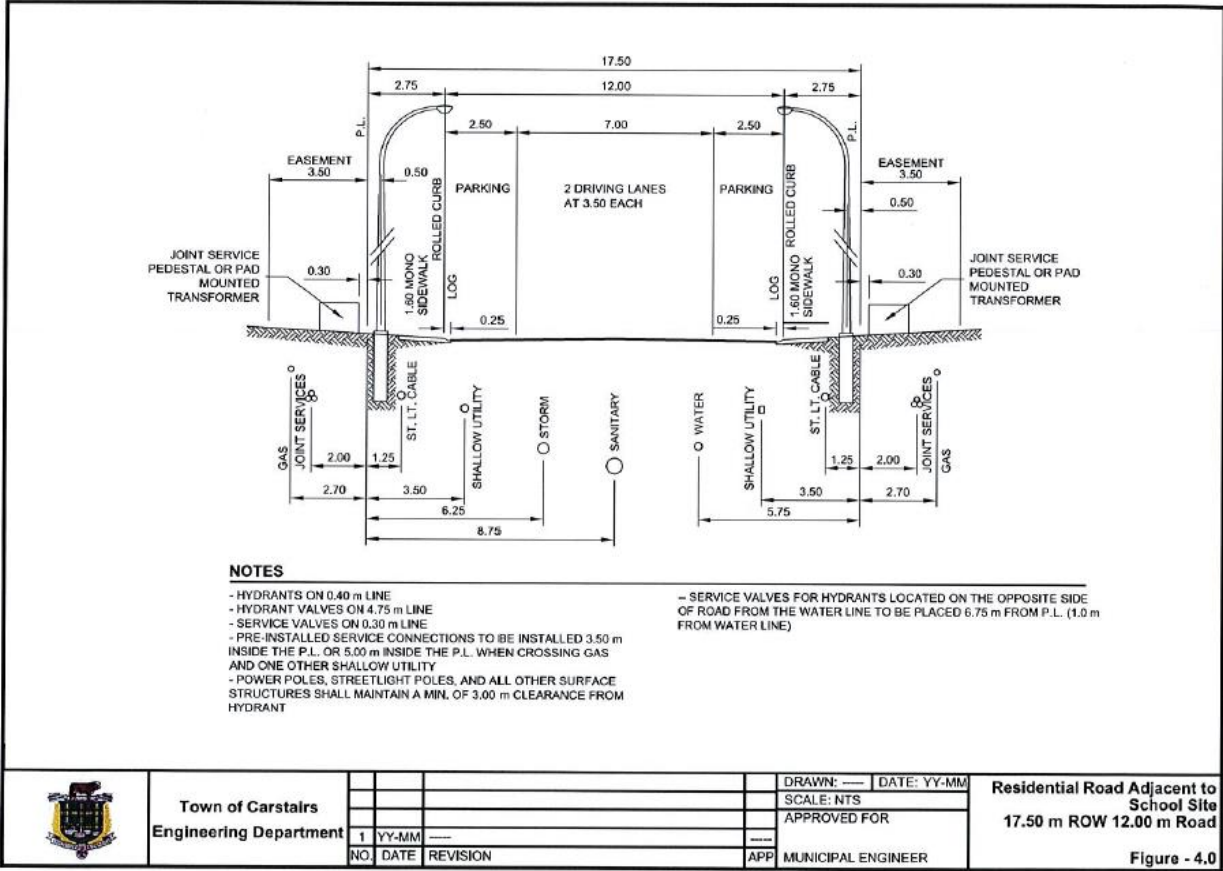 17.50
2.75
12.00
2.75
P.L.
P.L.
2.50
7.00
2.50
EASEMENT
3.50
0.50
PARKING
2 DRIVING LANES
AT 3.50 EACH
PARKING
EASEMENT
3.50
0.50
ROLLED CURB
ROLLED CURB
JOINT SERVICE
PEDESTAL OR PAD
MOUNTED
TRANSFORMER
0.30
1.60 MONO
SIDEWALK
LOG
0.25
0.25
LOG
1.60 MONO
SIDEWALK
0.30
JOINT SERVICE
PEDESTAL OR PAD
MOUNTED
TRANSFORMER
GAS
JOINT SERVICES
ST. LT. CABLE
SHALLOW UTILITY
STORM
SANITARY
WATER
SHALLOW UTILITY
ST. LT. CABLE
JOINT SERVICES
GAS
2.00
1.25
1.25
2.00
2.70
3.50
3.50
2.70
6.25
5.75
8.75
NOTES
- HYDRANTS ON 0.40 m LINE
- HYDRANT VALVES ON 4.75 m LINE
- SERVICE VALVES ON 0.30 m LINE
- PRE-INSTALLED SERVICE CONNECTIONS TO BE INSTALLED 3.50 m
INSIDE THE P.L. OR 5.00 m INSIDE THE P.L. WHEN CROSSING GAS
AND ONE OTHER SHALLOW UTILITY
- POWER POLES, STREETLIGHT POLES, AND ALL OTHER SURFACE
STRUCTURES SHALL MAINTAIN A MIN. OF 3.00 m CLEARANCE FROM
HYDRANT
– SERVICE VALVES FOR HYDRANTS LOCATED ON THE OPPOSITE SIDE
OF ROAD FROM THE WATER LINE TO BE PLACED 6.75 m FROM P.L. (1.0 m
FROM WATER LINE)
Town of Carstairs
Engineering Department
1 YY-MM ---- ----
NO. DATE REVISION APP
DRAWN: ---- DATE: YY-MM
SCALE: NTS
APPROVED FOR
MUNICIPAL ENGINEER
Residential Road Adjacent to
School Site
17.50 m ROW 12.00 m Road
Figure - 4.0